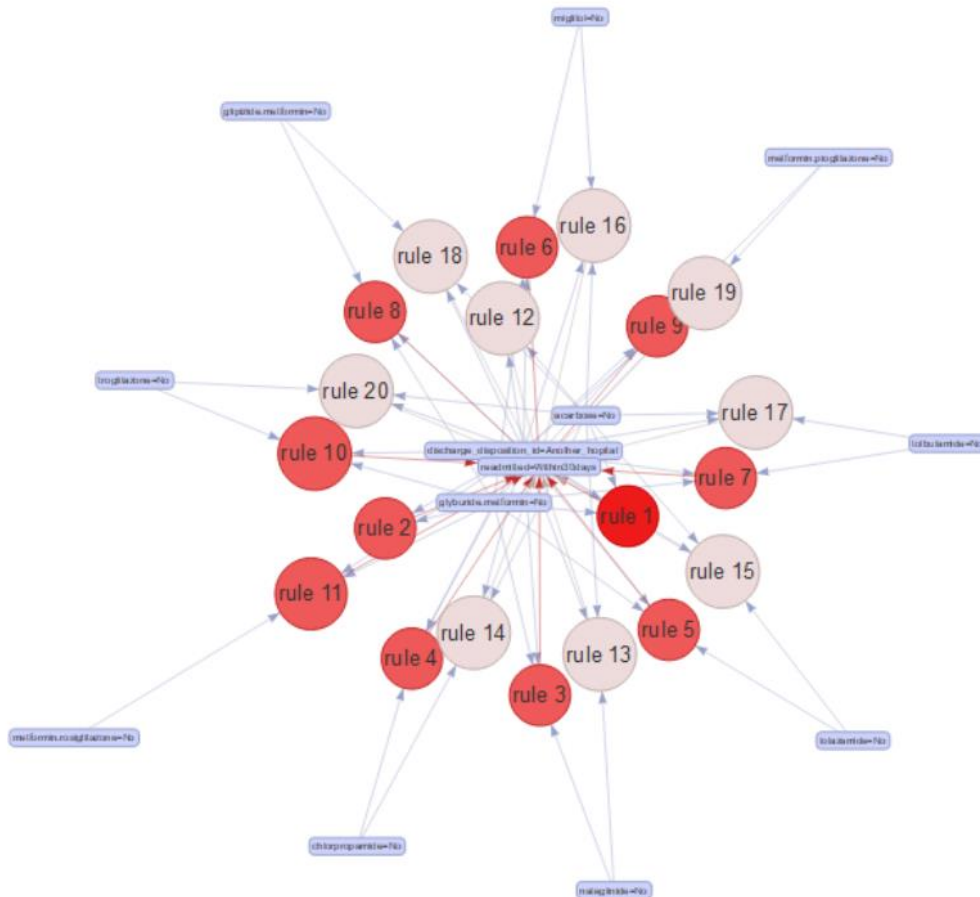 miglitol=No
glipizide.metformin=No
metformin.pioglitazone=No
rule 16
rule 6
rule 18
rule 19
rule 8
rule 12
rule 9
troglitazone=No
rule 20
acarbose=No
rule 17
tolbutamide=No
rule 10
discharge_disposition_id=Another_hopital
readmitted=Within30days
rule 7
glyburide.metformin=No
rule 1
rule 2
rule 15
rule 11
rule 5
rule 14
rule 4
rule 13
rule 3
metformin.rosiglitazone=No
tolazamide=No
chlorpropamide=No
nateglinide=No